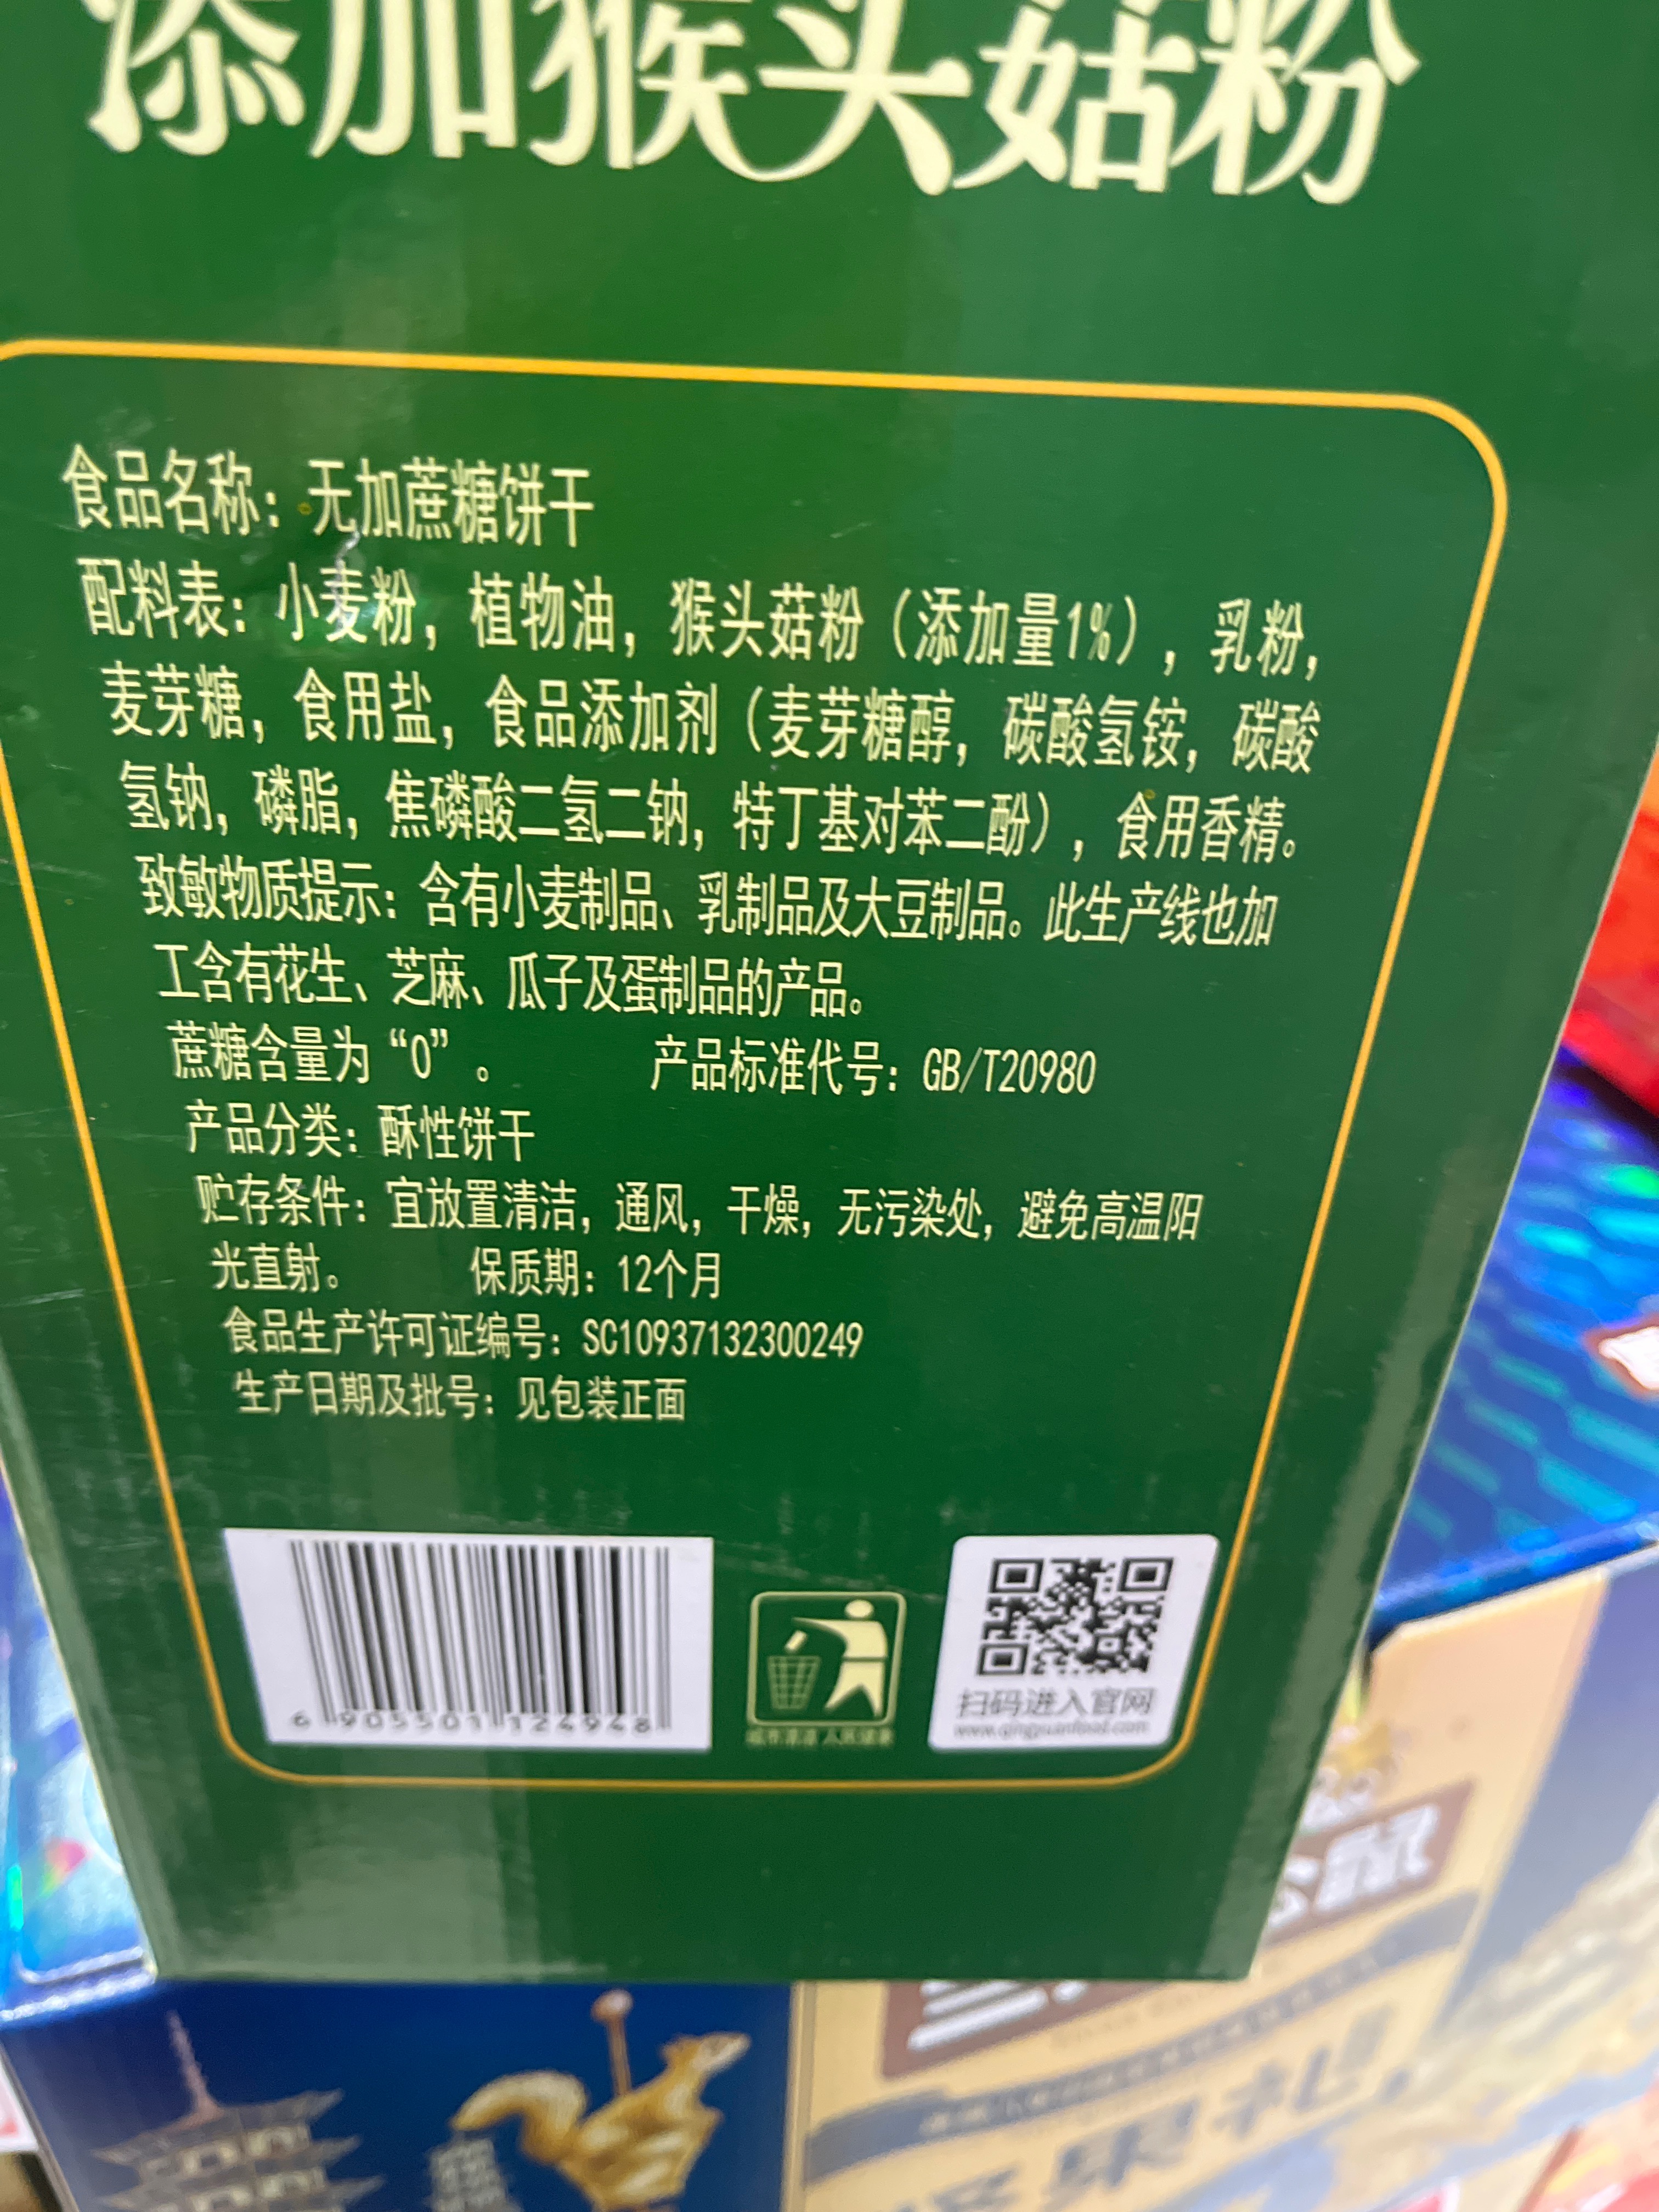 添加猴头菇粉
食品名称：无加蔗糖饼干
配料表：小麦粉，植物油，猴头菇粉（添加量1%），乳粉，
麦芽糖，食用盐，食品添加剂（麦芽糖醇，碳酸氢铵，碳酸
氢钠，磷脂，焦磷酸二氢二钠，特丁基对苯二酚），食用香精。
致敏物质提示：含有小麦制品、乳制品及大豆制品。此生产线也加
工含有花生、芝麻、瓜子及蛋制品的产品。
蔗糖含量为“0”。 产品标准代号：GB/T20980
产品分类：酥性饼干
贮存条件：宜放置清洁，通风，干燥，无污染处，避免高温阳
光直射。 保质期：12个月
食品生产许可证编号：SC10937132300249
生产日期及批号：见包装正面
6 905501 124948
扫码进入官网
www.qingyuanfood.com